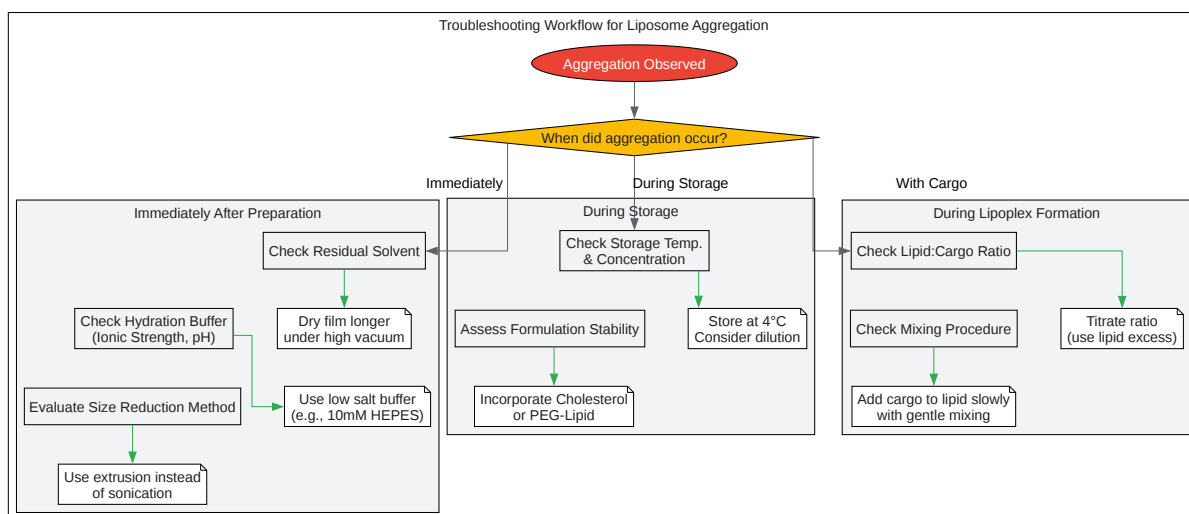 Troubleshooting Workflow for Liposome Aggregation
Aggregation Observed
When did aggregation occur?
Immediately
During Storage
With Cargo
Immediately After Preparation
Check Residual Solvent
Dry film longer
under high vacuum
Check Hydration Buffer
(Ionic Strength, pH)
Use low salt buffer
(e.g., 10mM HEPES)
Evaluate Size Reduction Method
Use extrusion instead
of sonication
During Storage
Check Storage Temp.
& Concentration
Store at 4°C
Consider dilution
Assess Formulation Stability
Incorporate Cholesterol
or PEG-Lipid
During Lipoplex Formation
Check Lipid:Cargo Ratio
Titrate ratio
(use lipid excess)
Check Mixing Procedure
Add cargo to lipid slowly
with gentle mixing